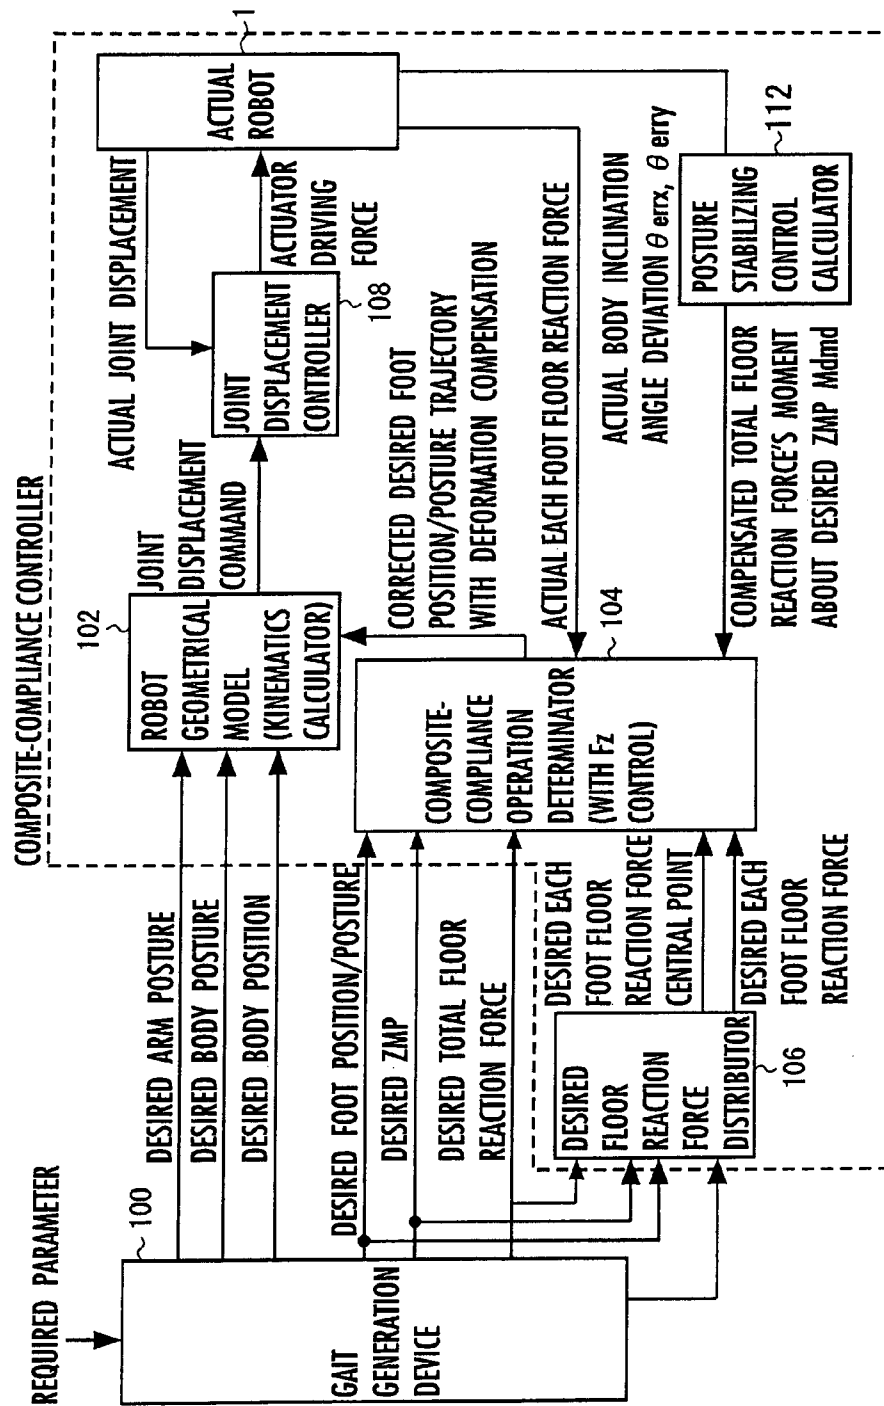 REQUIRED PARAMETER
100
GAIT
GENERATION
DEVICE
DESIRED ARM POSTURE
DESIRED BODY POSTURE
DESIRED BODY POSITION
DESIRED FOOT POSITION/POSTURE
DESIRED ZMP
DESIRED TOTAL FLOOR
REACTION FORCE
DESIRED
FLOOR
REACTION
FORCE
DISTRIBUTOR
106
DESIRED EACH
FOOT FLOOR
REACTION FORCE
CENTRAL POINT
DESIRED EACH
FOOT FLOOR
REACTION FORCE
COMPOSITE-COMPLIANCE CONTROLLER
102
ROBOT
GEOMETRICAL
MODEL
(KINEMATICS
CALCULATOR)
COMPOSITE-
COMPLIANCE
OPERATION
DETERMINATOR
(WITH Fz
CONTROL)
104
JOINT
DISPLACEMENT
COMMAND
CORRECTED DESIRED FOOT
POSITION/POSTURE TRAJECTORY
WITH DEFORMATION COMPENSATION
JOINT
DISPLACEMENT
CONTROLLER
108
ACTUAL JOINT DISPLACEMENT
ACTUATOR
DRIVING
FORCE
ACTUAL
ROBOT
1
ACTUAL EACH FOOT FLOOR REACTION FORCE
ACTUAL BODY INCLINATION
ANGLE DEVIATION θ errx, θ erry
COMPENSATED TOTAL FLOOR
REACTION FORCE'S MOMENT
ABOUT DESIRED ZMP Mdmd
POSTURE
STABILIZING
CONTROL
CALCULATOR
112